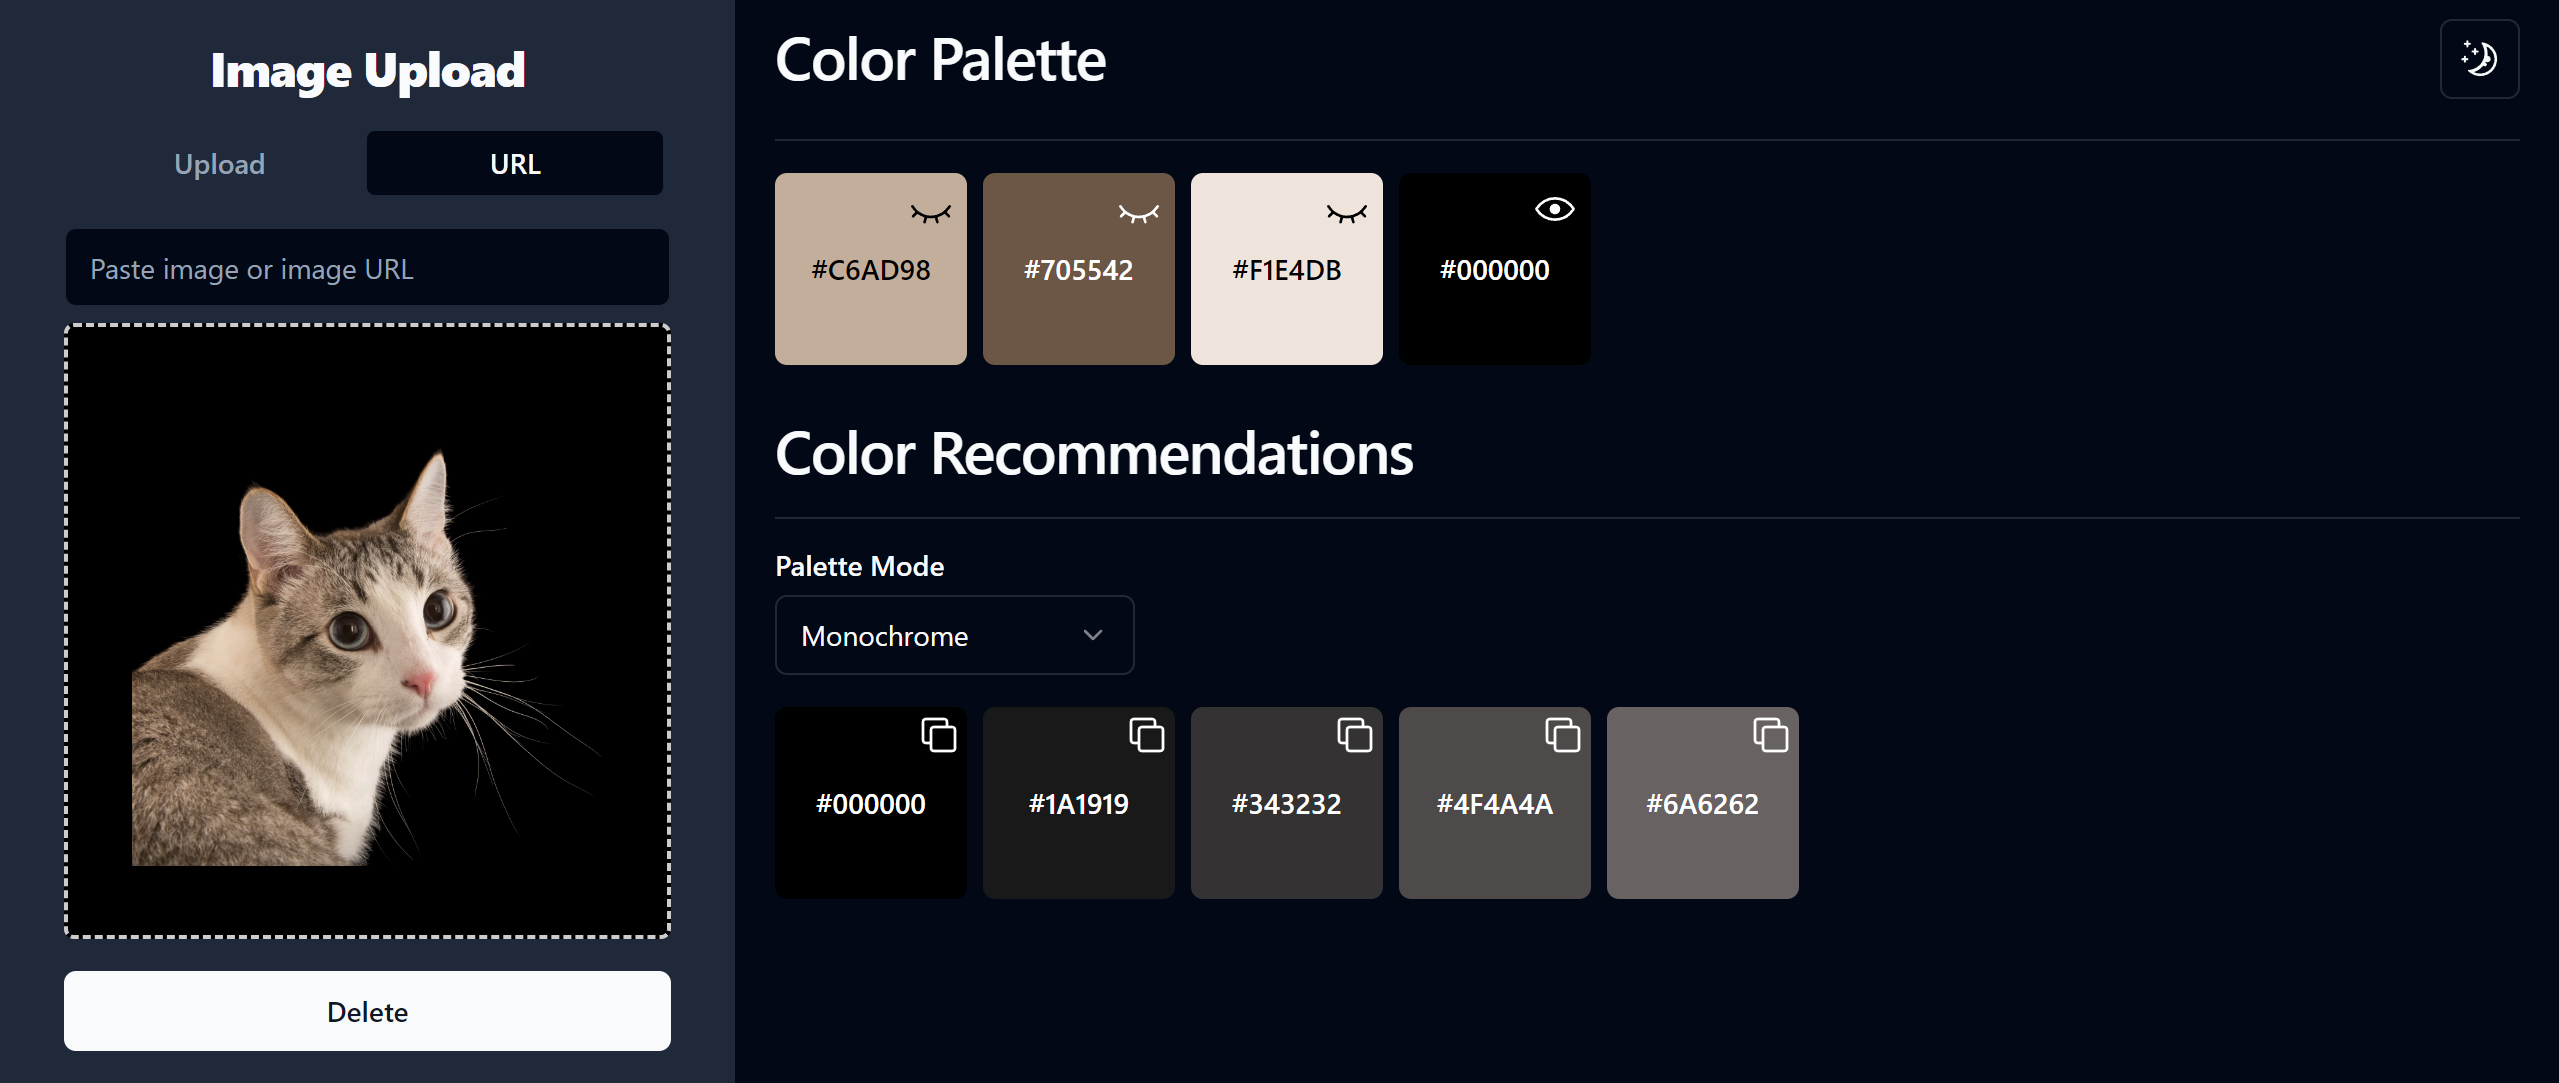 Image Upload
Upload
URL
Paste image or image URL
Delete
Color Palette
#C6AD98
#705542
#F1E4DB
#000000
Color Recommendations
Palette Mode
Monochrome
#000000
#1A1919
#343232
#4F4A4A
#6A6262